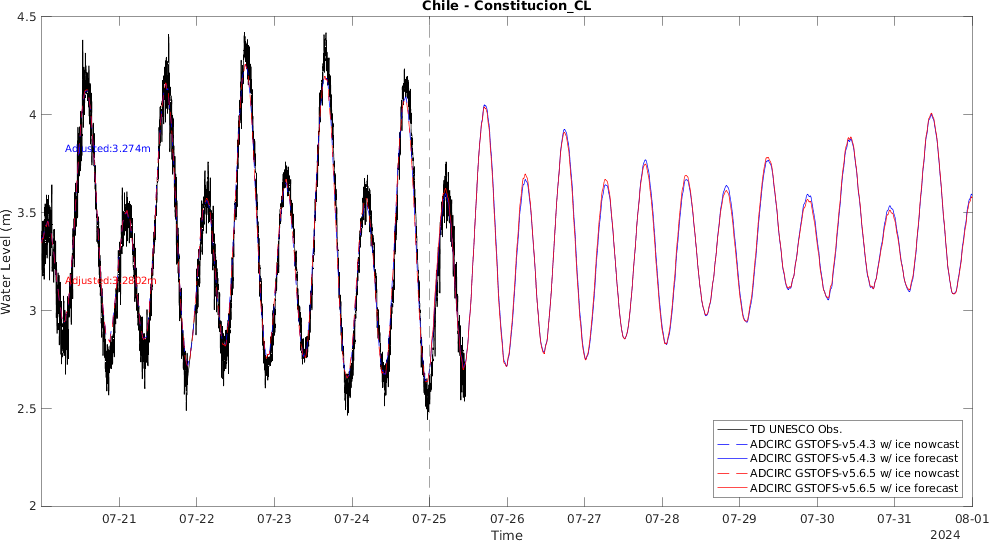 Chile - Constitucion_CL
4.5
4
3.5
3
2.5
2
Water Level (m)
Adjusted:3.274m
Adjusted:3.2802m
TD UNESCO Obs.
ADCIRC GSTOFS-v5.4.3 w/ ice nowcast
ADCIRC GSTOFS-v5.4.3 w/ ice forecast
ADCIRC GSTOFS-v5.6.5 w/ ice nowcast
ADCIRC GSTOFS-v5.6.5 w/ ice forecast
07-21 07-22 07-23 07-24 07-25 07-26 07-27 07-28 07-29 07-30 07-31 08-01
Time
2024